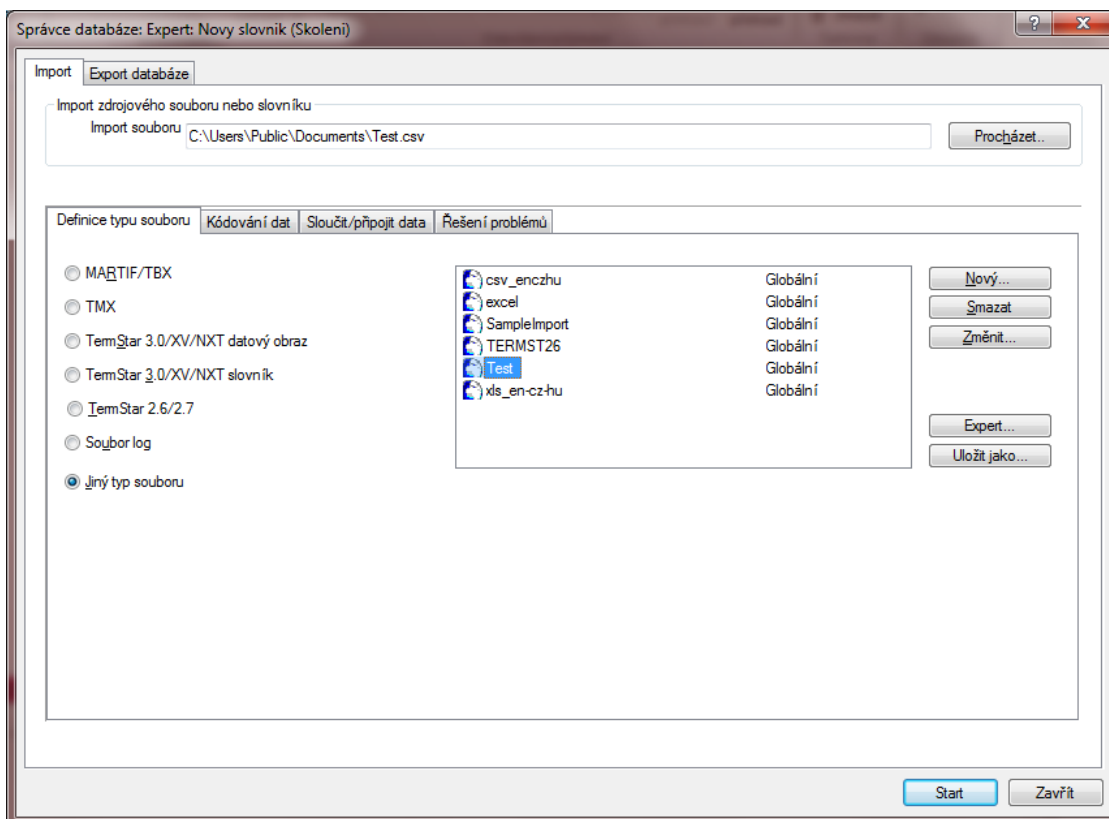 Správce databáze: Expert: Novy slovnik (Skoleni)
Import Export databáze
Import zdrojového souboru nebo slovníku
Import souboru C:\Users\Public\Documents\Test.csv Procházet..
Definice typu souboru Kódování dat Sloučit/připojit data Řešení problémů
MARTIF/TBX
TMX
TermStar 3.0/XV/NXT datový obraz
TermStar 3.0/XV/NXT slovník
TermStar 2.6/2.7
Soubor log
Jiný typ souboru
csv_enczhu Globální
excel Globální
SampleImport Globální
TERMST26 Globální
Test Globální
xls_en-cz-hu Globální
Nový...
Smazat
Změnit...
Expert...
Uložit jako...
Start Zavřít